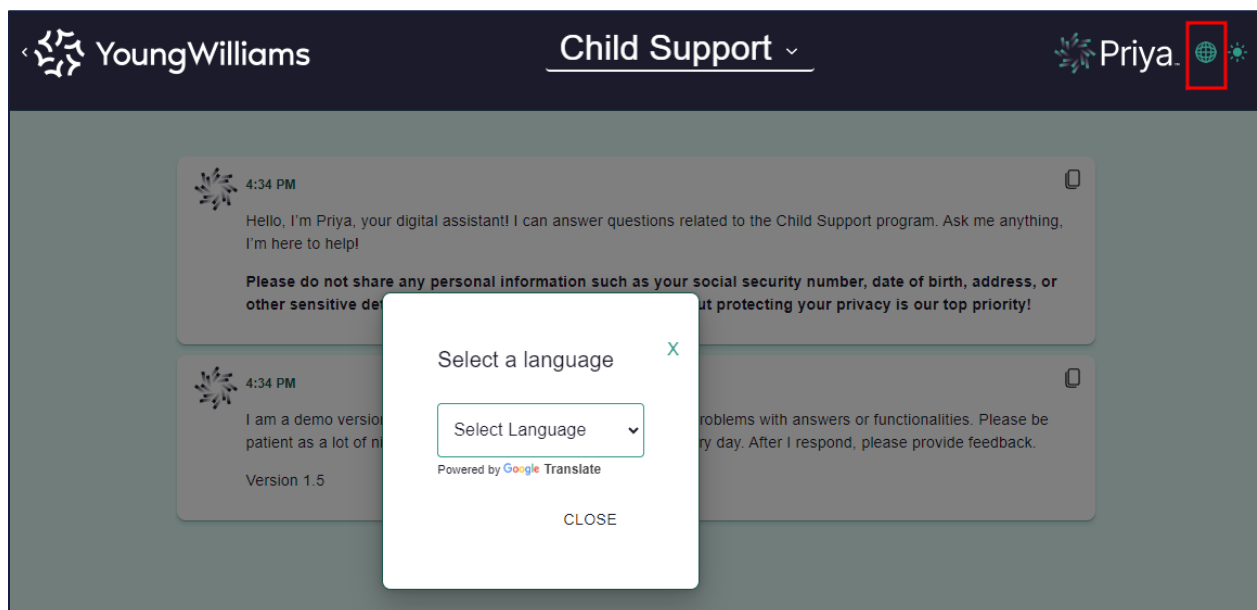 YoungWilliams
Child Support
Priya
4:34 PM
Hello, I'm Priya, your digital assistant! I can answer questions related to the Child Support program. Ask me anything,
I'm here to help!
Please do not share any personal information such as your social security number, date of birth, address, or
other sensitive ut protecting your privacy is our top priority!
4:34 PM
I am a demo roblems with answers or functionalities. Please be
patient as a lot of ry day. After I respond, please provide feedback.
Version 1.5
Select a language
X
Select Language
Powered by Google Translate
CLOSE